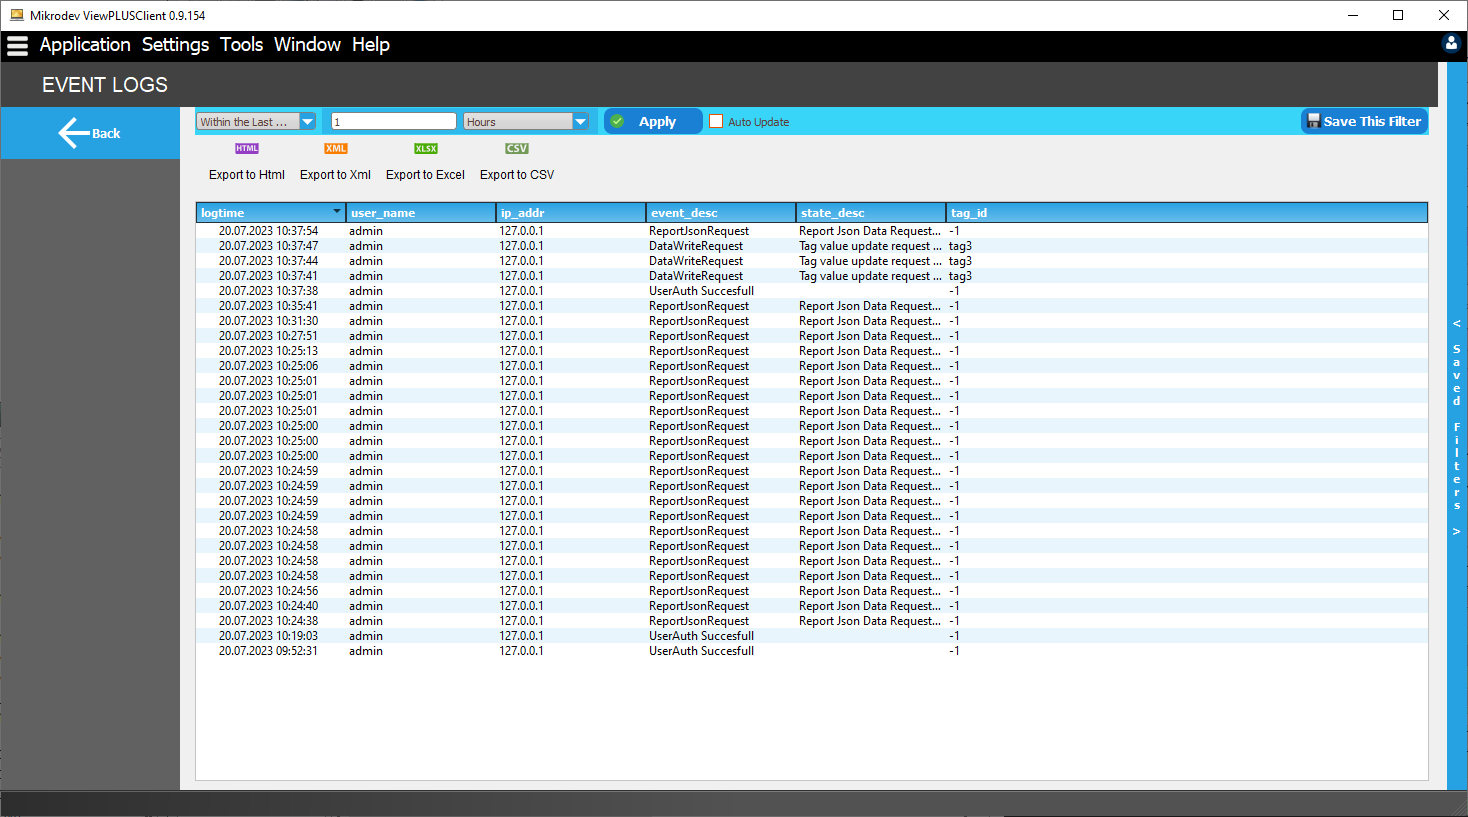 Mikrodev ViewPLUSClient 0.9.154
Application Settings Tools Window Help
EVENT LOGS
Back
Within the Last ... 1 Hours Apply Auto Update Save This Filter
HTML XML XLSX CSV
Export to Html Export to Xml Export to Excel Export to CSV
logtime user_name ip_addr event_desc state_desc tag_id
20.07.2023 10:37:54 admin 127.0.0.1 ReportJsonRequest Report Json Data Request... -1
20.07.2023 10:37:47 admin 127.0.0.1 DataWriteRequest Tag value update request ... tag3
20.07.2023 10:37:44 admin 127.0.0.1 DataWriteRequest Tag value update request ... tag3
20.07.2023 10:37:41 admin 127.0.0.1 DataWriteRequest Tag value update request ... tag3
20.07.2023 10:37:38 admin 127.0.0.1 UserAuth Succesfull -1
20.07.2023 10:35:41 admin 127.0.0.1 ReportJsonRequest Report Json Data Request... -1
20.07.2023 10:31:30 admin 127.0.0.1 ReportJsonRequest Report Json Data Request... -1
20.07.2023 10:27:51 admin 127.0.0.1 ReportJsonRequest Report Json Data Request... -1
20.07.2023 10:25:13 admin 127.0.0.1 ReportJsonRequest Report Json Data Request... -1
20.07.2023 10:25:06 admin 127.0.0.1 ReportJsonRequest Report Json Data Request... -1
20.07.2023 10:25:01 admin 127.0.0.1 ReportJsonRequest Report Json Data Request... -1
20.07.2023 10:25:01 admin 127.0.0.1 ReportJsonRequest Report Json Data Request... -1
20.07.2023 10:25:01 admin 127.0.0.1 ReportJsonRequest Report Json Data Request... -1
20.07.2023 10:25:00 admin 127.0.0.1 ReportJsonRequest Report Json Data Request... -1
20.07.2023 10:25:00 admin 127.0.0.1 ReportJsonRequest Report Json Data Request... -1
20.07.2023 10:25:00 admin 127.0.0.1 ReportJsonRequest Report Json Data Request... -1
20.07.2023 10:24:59 admin 127.0.0.1 ReportJsonRequest Report Json Data Request... -1
20.07.2023 10:24:59 admin 127.0.0.1 ReportJsonRequest Report Json Data Request... -1
20.07.2023 10:24:59 admin 127.0.0.1 ReportJsonRequest Report Json Data Request... -1
20.07.2023 10:24:59 admin 127.0.0.1 ReportJsonRequest Report Json Data Request... -1
20.07.2023 10:24:58 admin 127.0.0.1 ReportJsonRequest Report Json Data Request... -1
20.07.2023 10:24:58 admin 127.0.0.1 ReportJsonRequest Report Json Data Request... -1
20.07.2023 10:24:58 admin 127.0.0.1 ReportJsonRequest Report Json Data Request... -1
20.07.2023 10:24:58 admin 127.0.0.1 ReportJsonRequest Report Json Data Request... -1
20.07.2023 10:24:56 admin 127.0.0.1 ReportJsonRequest Report Json Data Request... -1
20.07.2023 10:24:40 admin 127.0.0.1 ReportJsonRequest Report Json Data Request... -1
20.07.2023 10:24:38 admin 127.0.0.1 ReportJsonRequest Report Json Data Request... -1
20.07.2023 10:19:03 admin 127.0.0.1 UserAuth Succesfull -1
20.07.2023 09:52:31 admin 127.0.0.1 UserAuth Succesfull -1
< Saved Filters >